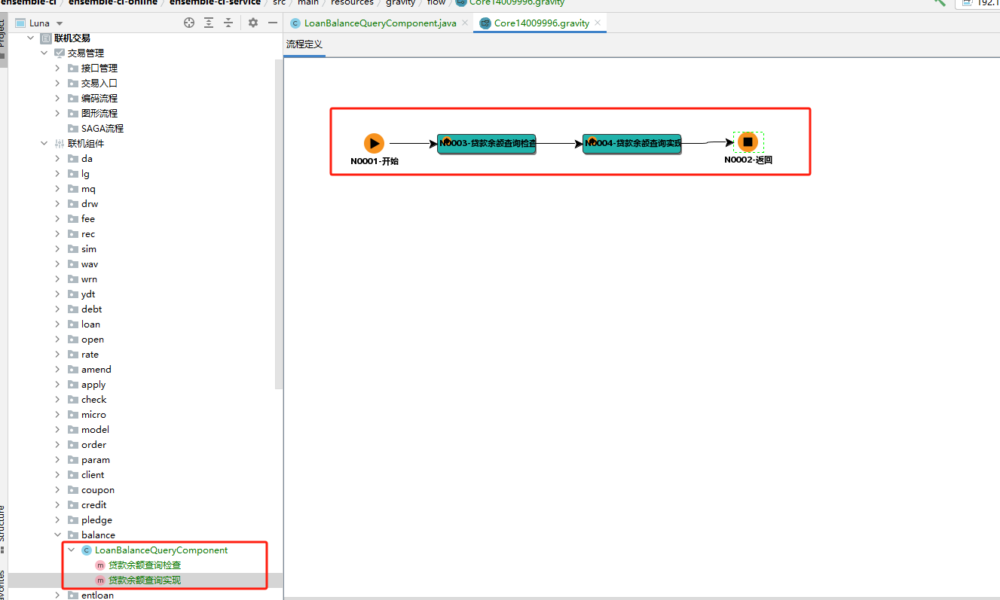 ensemble-cl / ensemble-cl-online / ensemble-cl-service / src / main / resources / gravity / flow / Core14009996.gravity
192.1
Project
Luna
LoanBalanceQueryComponent.java
Core14009996.gravity
流程定义
联机交易
交易管理
接口管理
交易入口
编码流程
图形流程
SAGA流程
联机组件
da
lg
mq
drw
fee
rec
sim
wav
wrn
ydt
debt
loan
open
rate
amend
apply
check
micro
model
order
param
client
coupon
credit
pledge
balance
LoanBalanceQueryComponent
贷款余额查询检查
贷款余额查询实现
entloan
Structure
N0001-开始
N0003-贷款余额查询检查
N0004-贷款余额查询实现
N0002-返回